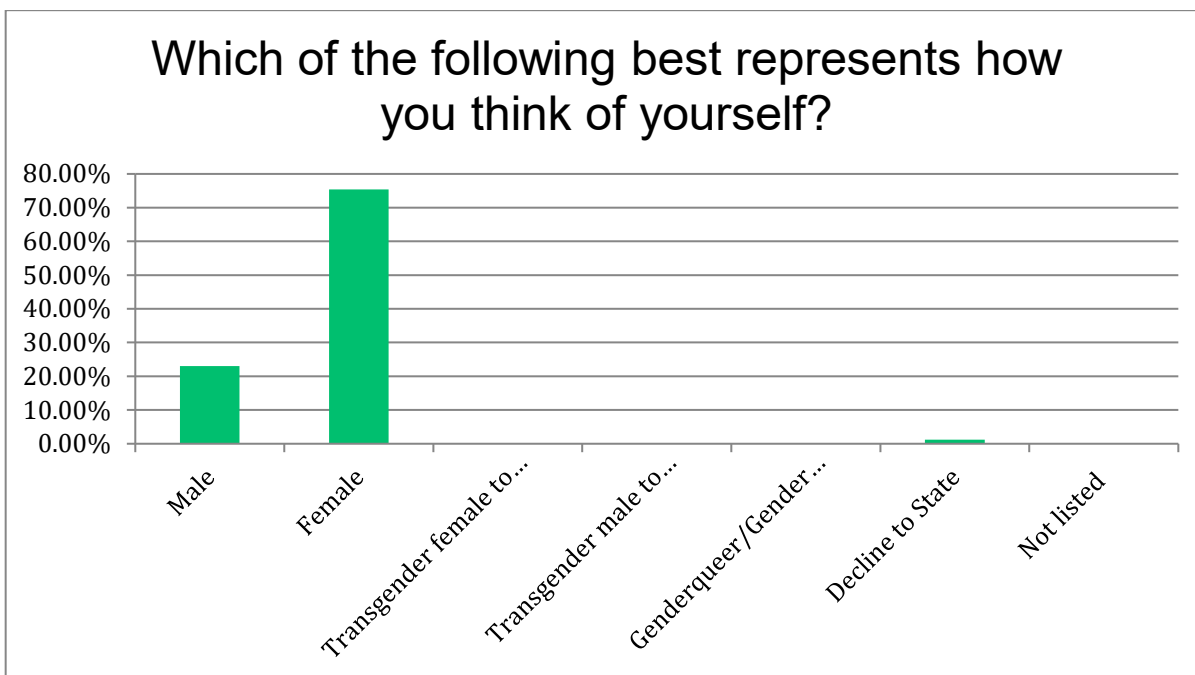 Which of the following best represents how
you think of yourself?
80.00%
70.00%
60.00%
50.00%
40.00%
30.00%
20.00%
10.00%
0.00%
Male
Female
Transgender female to...
Transgender male to...
Genderqueer/Gender...
Decline to State
Not listed